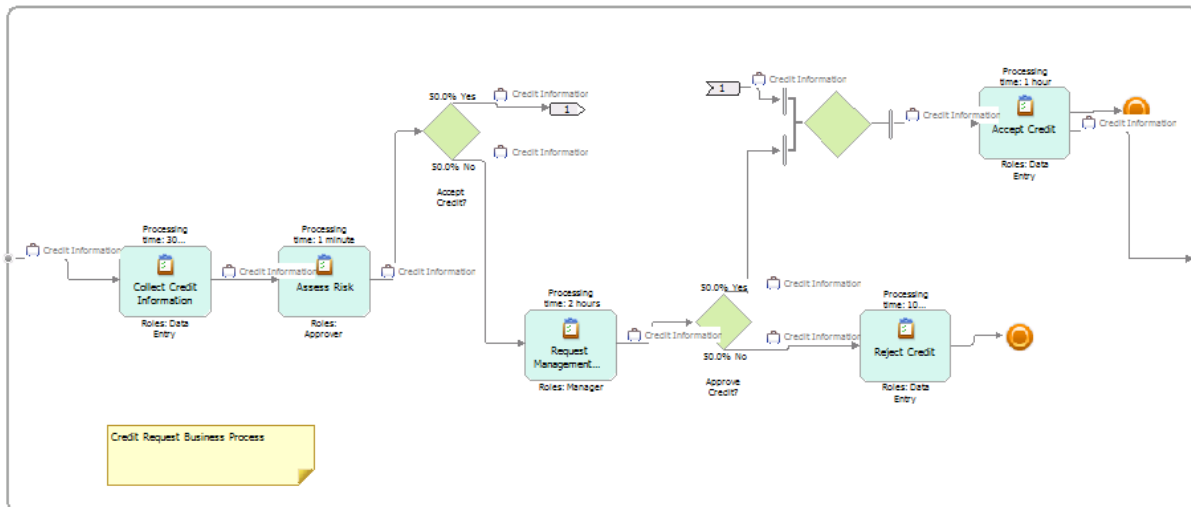 Credit Information
Processing
time: 30...
Collect Credit
Information
Roles: Data
Entry
Credit Information
Processing
time: 1 minute
Assess Risk
Roles:
Approver
Credit Information
50.0% Yes
50.0% No
Accept
Credit?
Credit Information
1
Credit Information
Processing
time: 2 hours
Request
Management...
Roles: Manager
Credit Information
50.0% Yes
50.0% No
Approve
Credit?
Credit Information
Credit Information
Processing
time: 10...
Reject Credit
Roles: Data
Entry
1
Credit Information
Credit Information
Processing
time: 1 hour
Accept Credit
Roles: Data
Entry
Credit Information
Credit Request Business Process